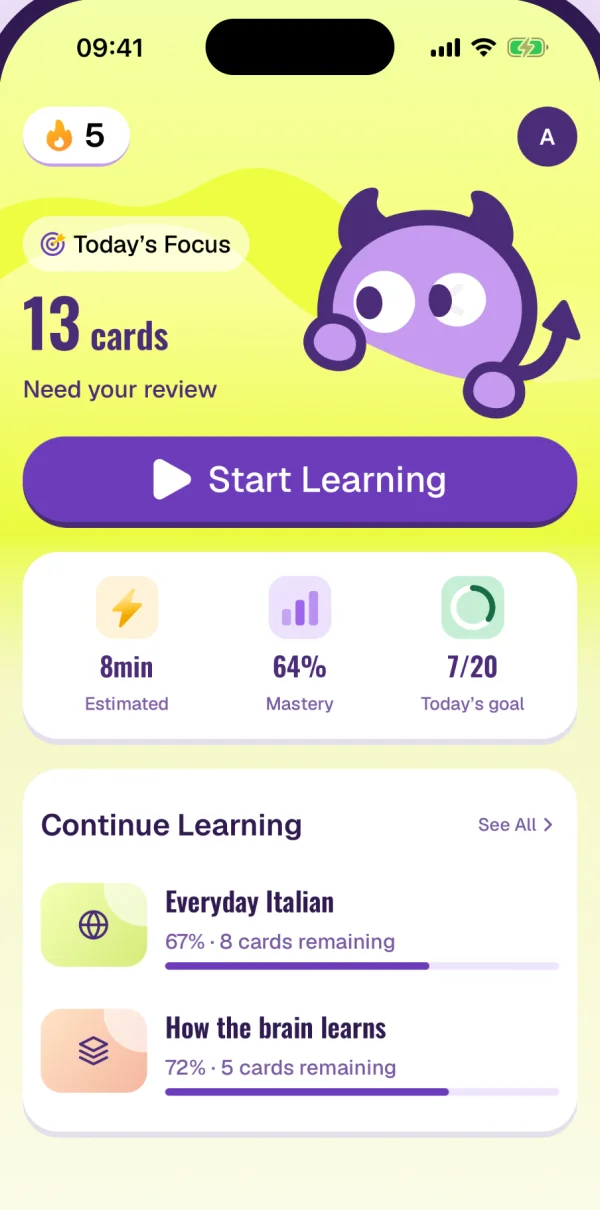 09:41
5
A
Today’s Focus
13 cards
Need your review
Start Learning
8min
Estimated
64%
Mastery
7/20
Today’s goal
Continue Learning
See All
Everyday Italian
67% · 8 cards remaining
How the brain learns
72% · 5 cards remaining